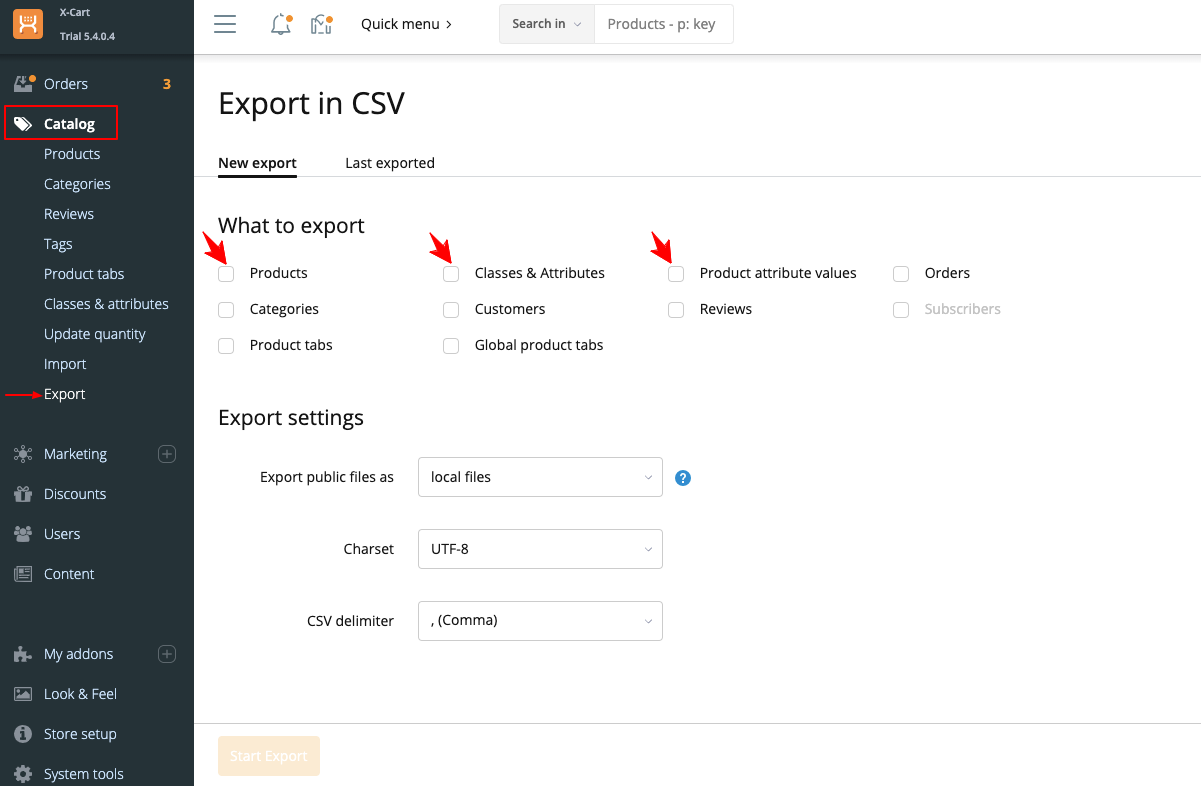 X-Cart
Trial 5.4.0.4
Quick menu
Search in
Products - p: key
Orders 3
Catalog
Products
Categories
Reviews
Tags
Product tabs
Classes & attributes
Update quantity
Import
Export
Marketing
Discounts
Users
Content
My addons
Look & Feel
Store setup
System tools
Export in CSV
New export Last exported
What to export
Products Classes & Attributes Product attribute values Orders
Categories Customers Reviews Subscribers
Product tabs Global product tabs
Export settings
Export public files as local files ?
Charset UTF-8
CSV delimiter , (Comma)
Start Export